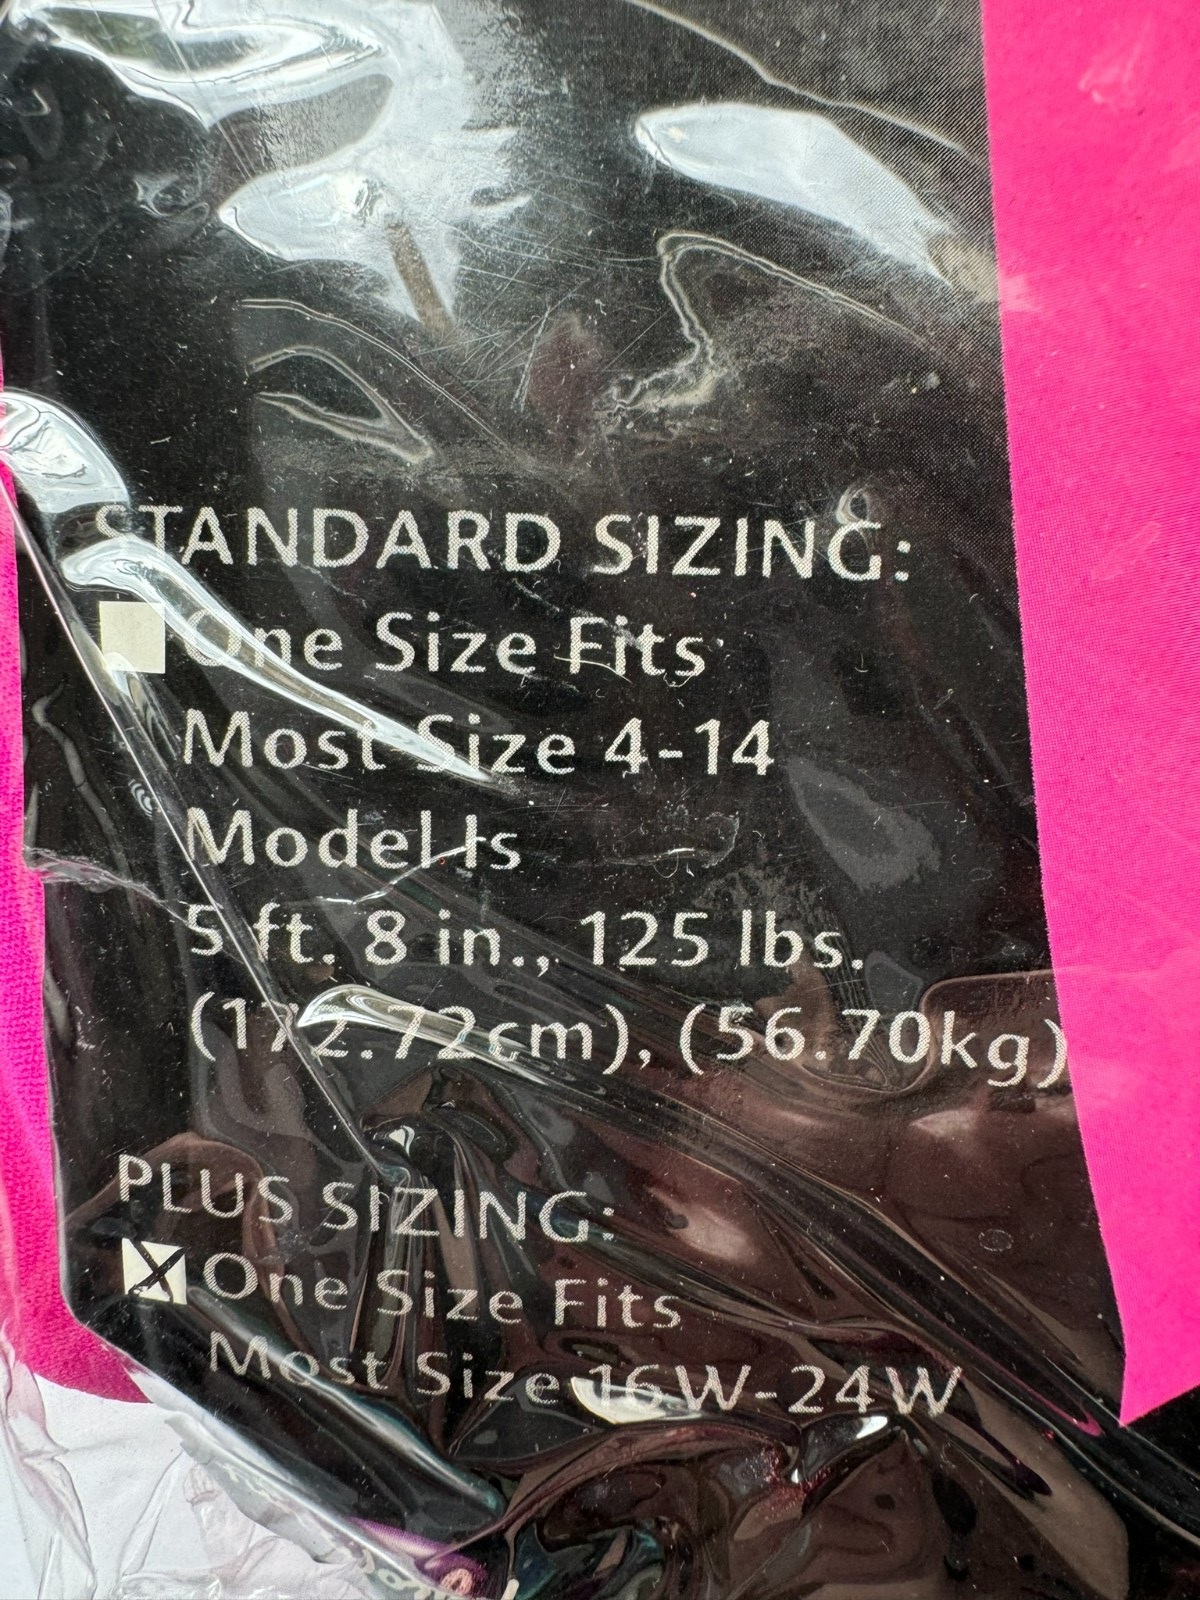 STANDARD SIZING:
One Size Fits
Most Size 4-14
Model Is
5 ft. 8 in., 125 lbs.
(172.72cm), (56.70kg)
PLUS SIZING:
One Size Fits
Most Size 16W-24W